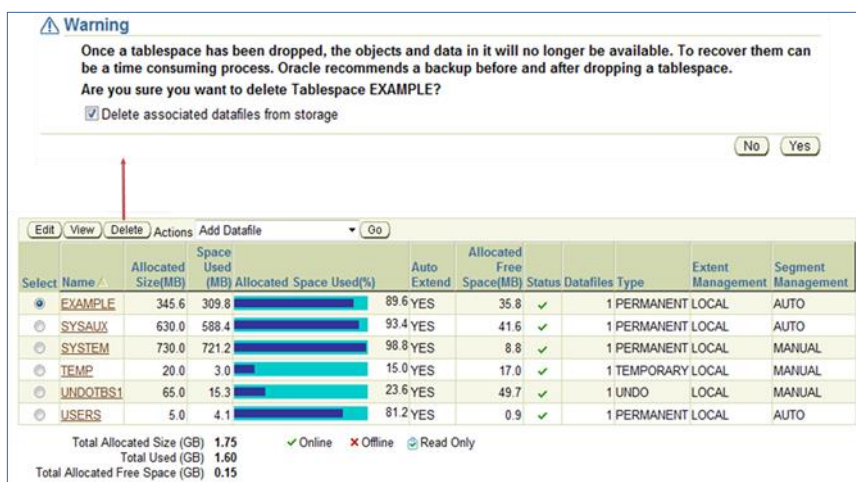 Warning
Once a tablespace has been dropped, the objects and data in it will no longer be available. To recover them can
be a time consuming process. Oracle recommends a backup before and after dropping a tablespace.
Are you sure you want to delete Tablespace EXAMPLE?
Delete associated datafiles from storage
No Yes
Edit View Delete Actions Add Datafile Go
Select Name Allocated Size(MB) Space Used (MB) Allocated Space Used(%) Auto Extend Allocated Free Space(MB) Status Datafiles Type Extent Management Segment Management
EXAMPLE 345.6 309.8 89.6 YES 35.8 1 PERMANENT LOCAL AUTO
SYSAUX 630.0 588.4 93.4 YES 41.6 1 PERMANENT LOCAL AUTO
SYSTEM 730.0 721.2 98.8 YES 8.8 1 PERMANENT LOCAL MANUAL
TEMP 20.0 3.0 15.0 YES 17.0 1 TEMPORARY LOCAL MANUAL
UNDOTBS1 65.0 15.3 23.6 YES 49.7 1 UNDO LOCAL MANUAL
USERS 5.0 4.1 81.2 YES 0.9 1 PERMANENT LOCAL AUTO
Total Allocated Size (GB) 1.75 Online Offline Read Only
Total Used (GB) 1.60
Total Allocated Free Space (GB) 0.15